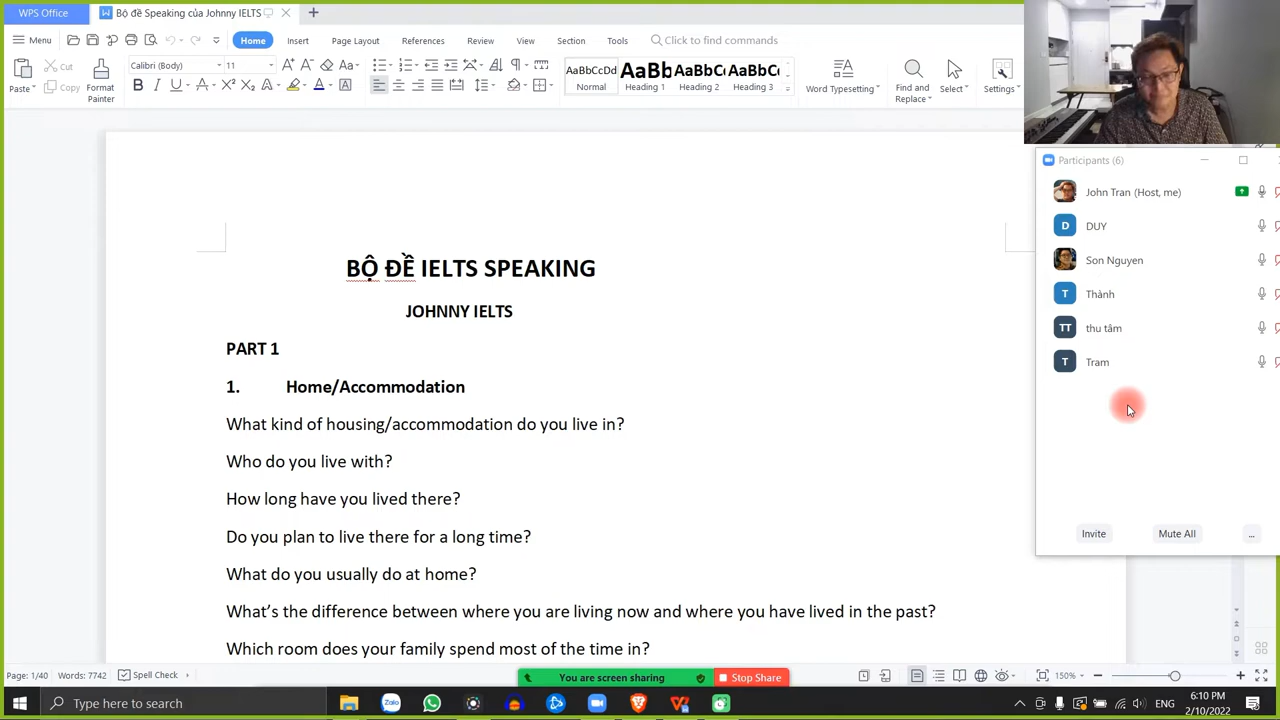 WPS Office
Bộ đề Speaking của Johnny IELTS
Menu
Home
Insert
Page Layout
References
Review
View
Section
Tools
Click to find commands
Paste
Cut
Copy
Format
Painter
Calibri (Body)
11
AaBbCcDd
Normal
AaBb
Heading 1
AaBbC
Heading 2
AaBbC
Heading 3
Word Typesetting
Find and
Replace
Select
Settings
BỘ ĐỀ IELTS SPEAKING
JOHNNY IELTS
PART 1
1. Home/Accommodation
What kind of housing/accommodation do you live in?
Who do you live with?
How long have you lived there?
Do you plan to live there for a long time?
What do you usually do at home?
What's the difference between where you are living now and where you have lived in the past?
Which room does your family spend most of the time in?
Participants (6)
John Tran (Host, me)
D DUY
Son Nguyen
T Thành
TT thu tâm
T Tram
Invite
Mute All
...
Page: 1/40
Words: 7742
Spell Check
You are screen sharing
Stop Share
150%
Type here to search
Zalo
ENG
6:10 PM
2/10/2022